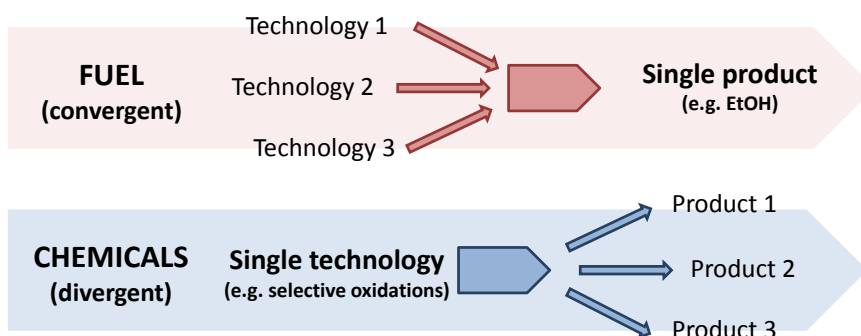 Technology 1
FUEL
(convergent)
Technology 2
Technology 3
Single product
(e.g. EtOH)
CHEMICALS
(divergent)
Single technology
(e.g. selective oxidations)
Product 1
Product 2
Product 3